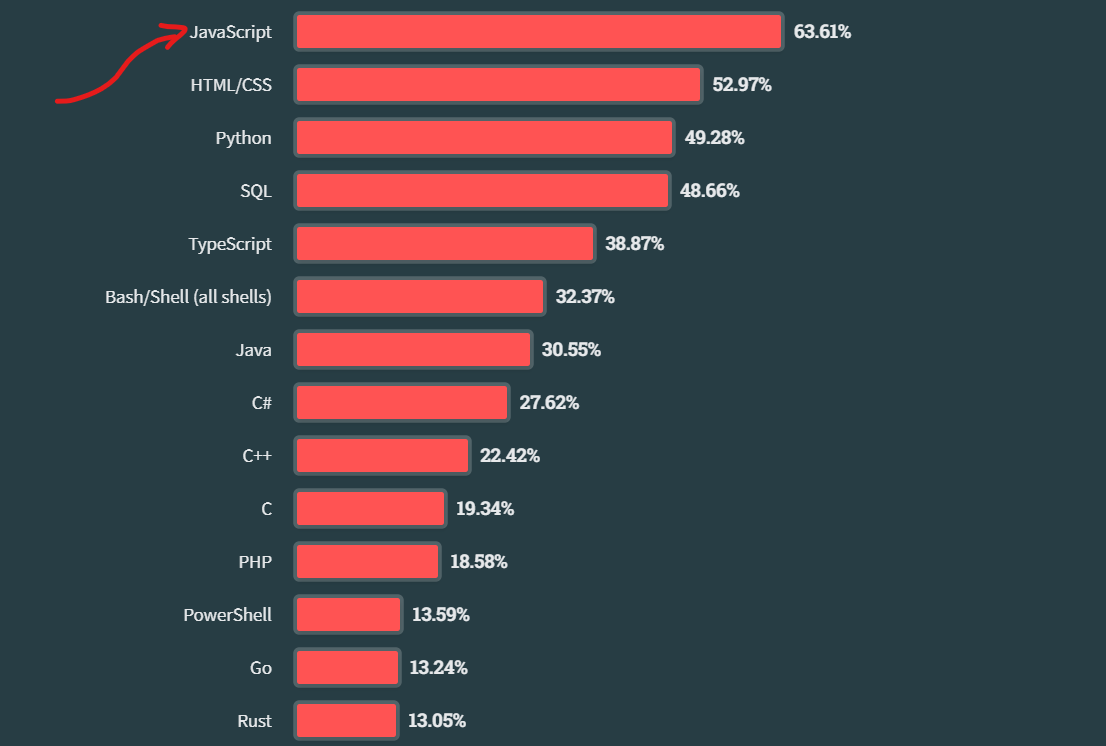 JavaScript 63.61%
HTML/CSS 52.97%
Python 49.28%
SQL 48.66%
TypeScript 38.87%
Bash/Shell (all shells) 32.37%
Java 30.55%
C# 27.62%
C++ 22.42%
C 19.34%
PHP 18.58%
PowerShell 13.59%
Go 13.24%
Rust 13.05%